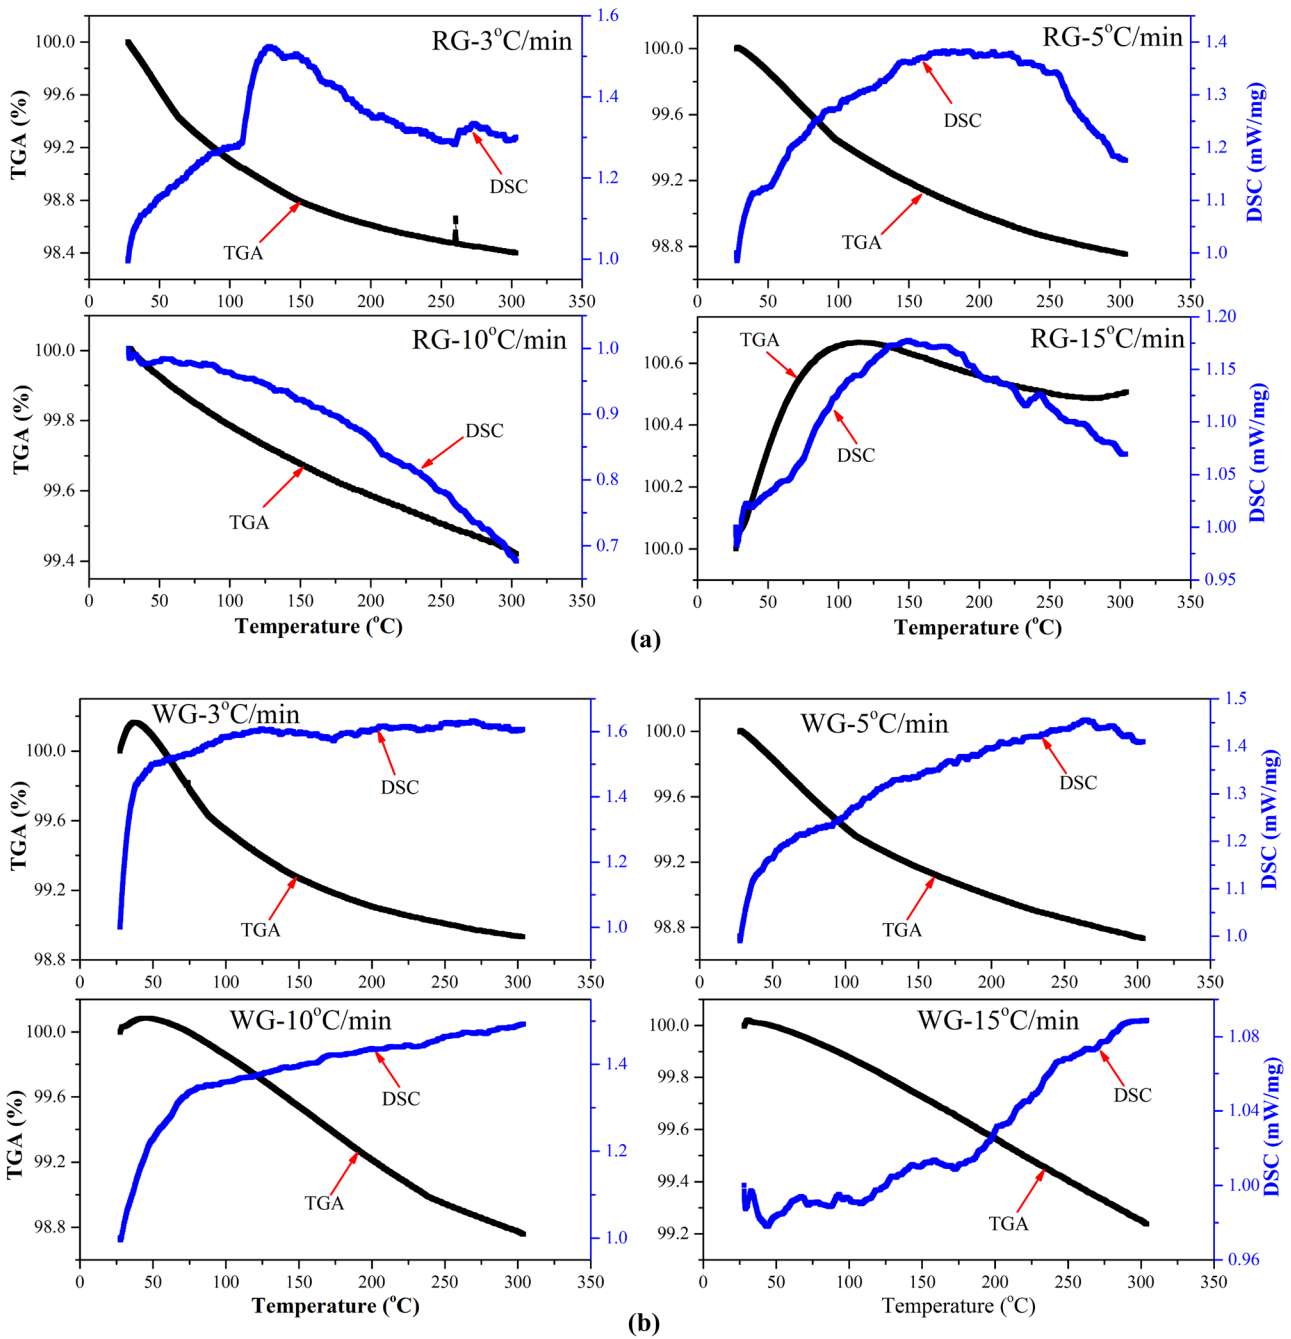 RG-3°C/min
TGA (%)
100.0
99.6
99.2
98.8
98.4
1.6
1.5
1.4
1.3
1.2
1.1
1.0
DSC
TGA
0 50 100 150 200 250 300 350
RG-5°C/min
100.0
99.6
99.2
98.8
1.4
1.3
1.2
1.1
1.0
DSC (mW/mg)
DSC
TGA
0 50 100 150 200 250 300 350
RG-10°C/min
TGA (%)
100.0
99.8
99.6
99.4
1.0
0.9
0.8
0.7
DSC
TGA
0 50 100 150 200 250 300 350
Temperature (°C)
RG-15°C/min
100.6
100.4
100.2
100.0
1.20
1.15
1.10
1.05
1.00
0.95
DSC (mW/mg)
TGA
DSC
0 50 100 150 200 250 300 350
Temperature (°C)
(a)
WG-3°C/min
TGA (%)
100.0
99.6
99.2
98.8
1.6
1.4
1.2
1.0
DSC
TGA
0 50 100 150 200 250 300 350
WG-5°C/min
100.0
99.6
99.2
98.8
1.5
1.4
1.3
1.2
1.1
1.0
DSC (mW/mg)
DSC
TGA
0 50 100 150 200 250 300 350
WG-10°C/min
TGA (%)
100.0
99.6
99.2
98.8
1.4
1.2
1.0
DSC
TGA
0 50 100 150 200 250 300 350
Temperature (°C)
WG-15°C/min
100.0
99.8
99.6
99.4
99.2
1.08
1.04
1.00
0.96
DSC (mW/mg)
DSC
TGA
0 50 100 150 200 250 300 350
Temperature (°C)
(b)